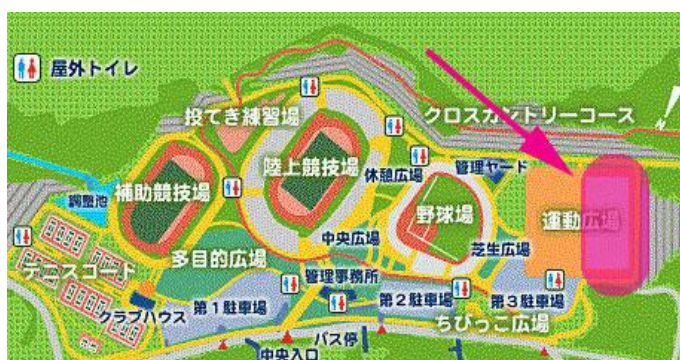 屋外トイレ
投てき練習場
クロスカントリーコース
陸上競技場
休憩広場
管理ヤード
補助競技場
調整池
野球場
運動広場
中央広場
芝生広場
多目的広場
テニスコート
管理事務所
クラブハウス
第1駐車場
第2駐車場
第3駐車場
ちびっこ広場
バス停
中央入口
N